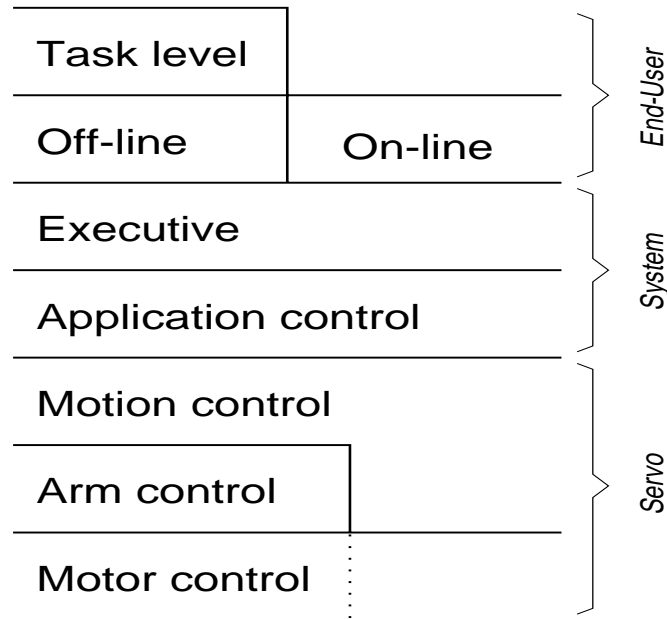 Task level
Off-line
On-line
End-User
Executive
Application control
System
Motion control
Arm control
Motor control
Servo